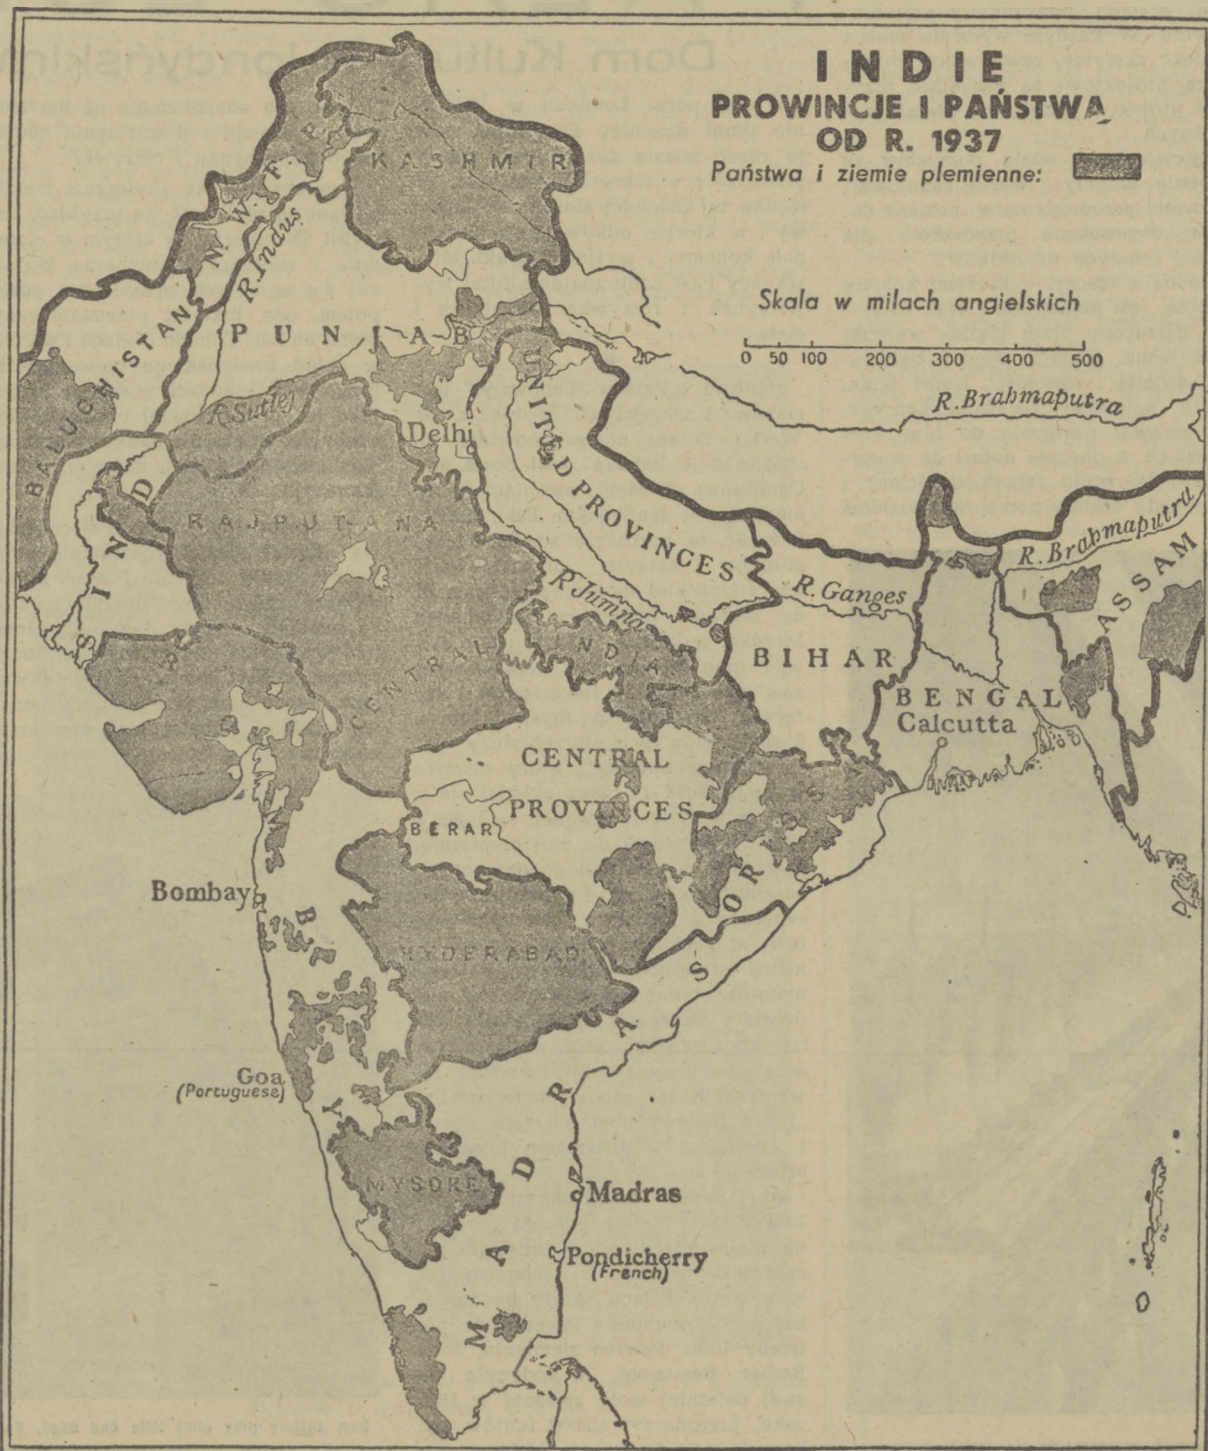 INDIE
PROWINCJE I PAŃSTWA
OD R. 1937
Państwa i ziemie plemienne:
Skala w milach angielskich
0 50 100 200 300 400 500
KASHMIR
N. W. F. P.
R. Indus
PUNJAB
BALUCHISTAN
R. Sutlej
Delhi
UNITED PROVINCES
R. Brahmaputra
SIND
RAJPUTANA
R. Jumna
R. Ganges
R. Brahmaputra
ASSAM
CENTRAL
INDIA
BIHAR
BENGAL
Calcutta
CENTRAL
PROVINCES
BERAR
ORISSA
Bombay
BOMBAY
HYDERABAD
Goa
(Portuguese)
MYSORE
MADRAS
Madras
Pondicherry
(French)